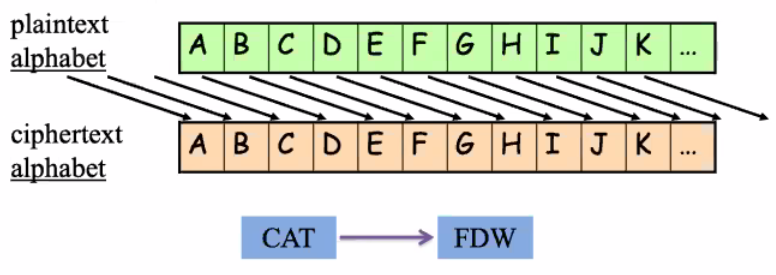 plaintext
alphabet
A B C D E F G H I J K ...
ciphertext
alphabet
A B C D E F G H I J K ...
CAT FDW